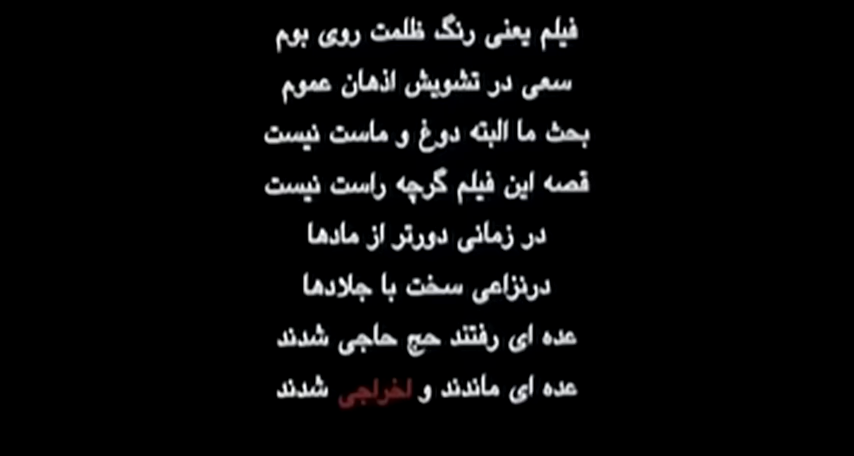 فیلم یعنی رنگ ظلمت روی بوم
سعی در تشویش اذهان عموم
بحث ما البته دوغ و ماست نیست
قصه این فیلم گرچه راست نیست
در زمانی دورتر از مادها
درنزاعی سخت با جلادها
عده ای رفتند حج حاجی شدند
عده ای ماندند و اخراجی شدند